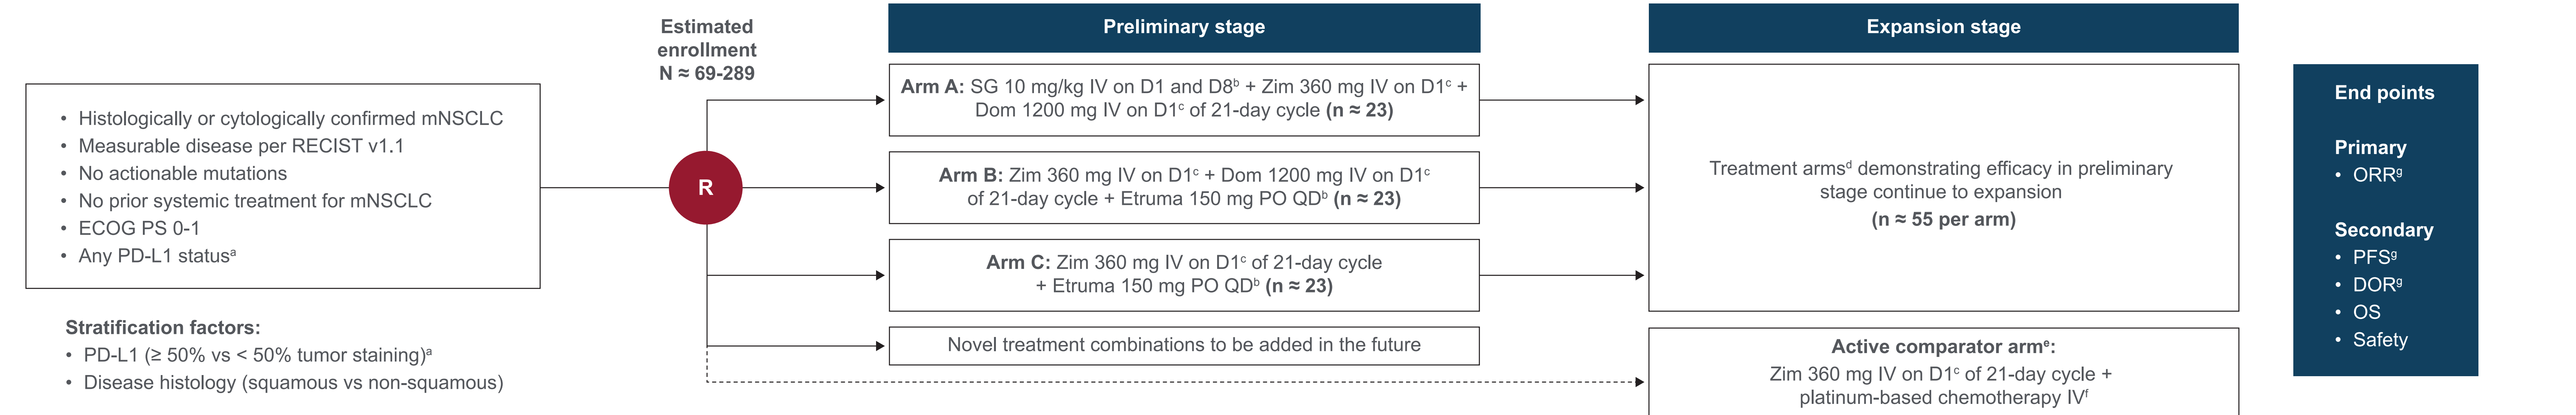 Estimated
enrollment
N ≈ 69-289
Preliminary stage
Expansion stage
• Histologically or cytologically confirmed mNSCLC
• Measurable disease per RECIST v1.1
• No actionable mutations
• No prior systemic treatment for mNSCLC
• ECOG PS 0-1
• Any PD-L1 statusᵃ
Stratification factors:
• PD-L1 (≥ 50% vs < 50% tumor staining)ᵃ
• Disease histology (squamous vs non-squamous)
R
Arm A: SG 10 mg/kg IV on D1 and D8ᵇ + Zim 360 mg IV on D1ᶜ +
Dom 1200 mg IV on D1ᶜ of 21-day cycle (n ≈ 23)
Arm B: Zim 360 mg IV on D1ᶜ + Dom 1200 mg IV on D1ᶜ
of 21-day cycle + Etruma 150 mg PO QDᵇ (n ≈ 23)
Arm C: Zim 360 mg IV on D1ᶜ of 21-day cycle
+ Etruma 150 mg PO QDᵇ (n ≈ 23)
Novel treatment combinations to be added in the future
Treatment armsᵈ demonstrating efficacy in preliminary
stage continue to expansion
(n ≈ 55 per arm)
Active comparator armᵉ:
Zim 360 mg IV on D1ᶜ of 21-day cycle +
platinum-based chemotherapy IVᶠ
End points
Primary
• ORRᵍ
Secondary
• PFSᵍ
• DORᵍ
• OS
• Safety